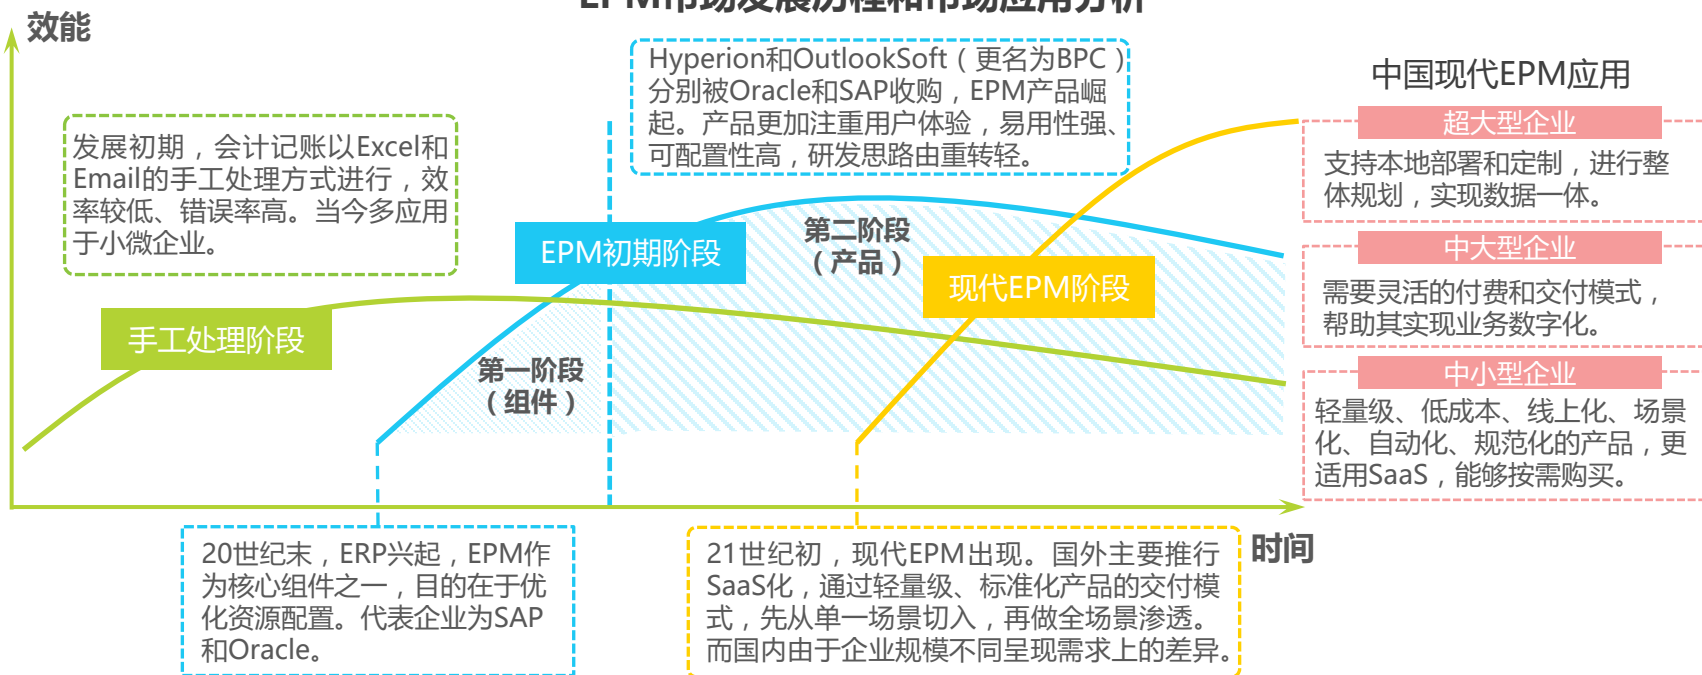 EPM市场发展历程和市场应用分析
效能
发展初期，会计记账以Excel和
Email的手工处理方式进行，效
率较低、错误率高。当今多应用
于小微企业。
Hyperion和OutlookSoft（更名为BPC）
分别被Oracle和SAP收购，EPM产品崛
起。产品更加注重用户体验，易用性强、
可配置性高，研发思路由重转轻。
手工处理阶段
EPM初期阶段
第一阶段
（组件）
第二阶段
（产品）
现代EPM阶段
中国现代EPM应用
超大型企业
支持本地部署和定制，进行整
体规划，实现数据一体。
中大型企业
需要灵活的付费和交付模式，
帮助其实现业务数字化。
中小型企业
轻量级、低成本、线上化、场景
化、自动化、规范化的产品，更
适用SaaS，能够按需购买。
时间
20世纪末，ERP兴起，EPM作
为核心组件之一，目的在于优
化资源配置。代表企业为SAP
和Oracle。
21世纪初，现代EPM出现。国外主要推行
SaaS化，通过轻量级、标准化产品的交付模
式，先从单一场景切入，再做全场景渗透。
而国内由于企业规模不同呈现需求上的差异。